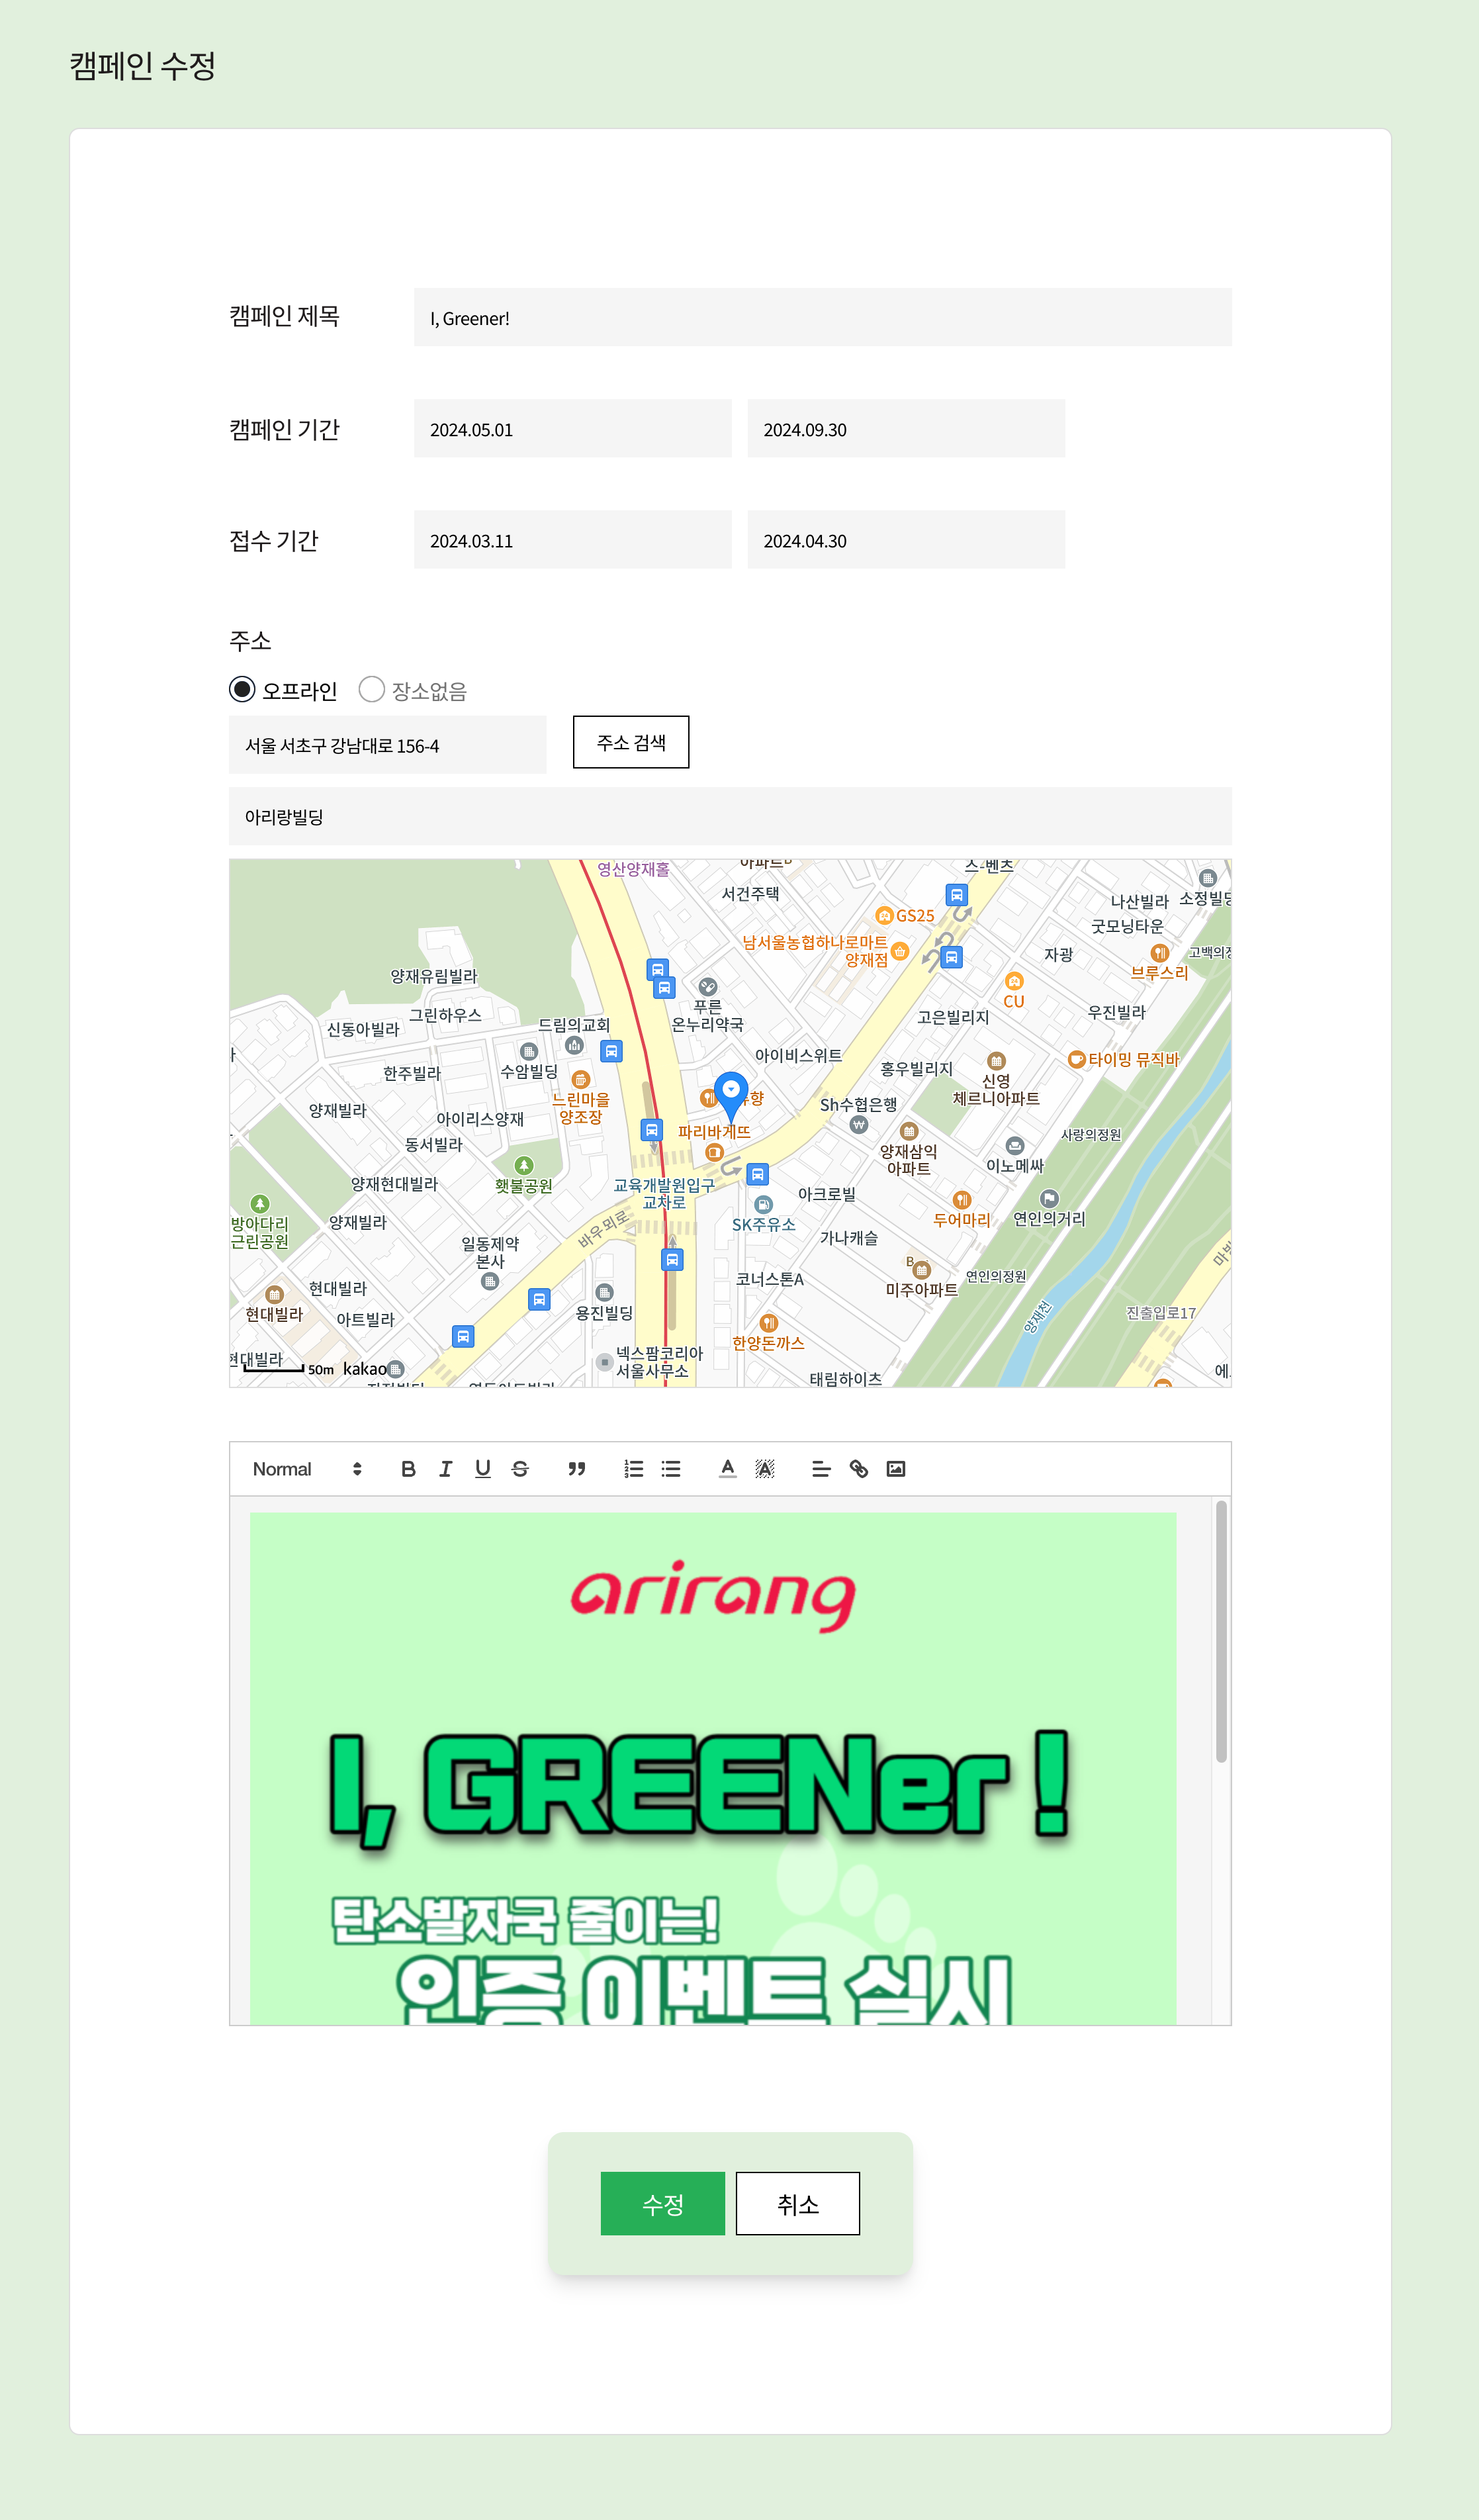 캠페인 수정
캠페인 제목
I, Greener!
캠페인 기간
2024.05.01
2024.09.30
접수 기간
2024.03.11
2024.04.30
주소
오프라인
장소없음
서울 서초구 강남대로 156-4
주소 검색
아리랑빌딩
영산양재홀
서건주택
스-벤츠
GS25
나산빌라
소정빌딩
굿모닝타운
남서울농협하나로마트
양재점
자광
브루스리
양재유림빌라
CU
푸른
온누리약국
그린하우스
신동아빌라
드림의교회
고은빌리지
우진빌라
수암빌딩
한주빌라
아이비스위트
홍우빌리지
타이밍 뮤직바
신영
체르니아파트
느린마을
양조장
향
양재빌라
아이리스양재
Sh수협은행
파리바게뜨
동서빌라
사랑의정원
양재삼익
아파트
이노메싸
양재현대빌라
횃불공원
교육개발원입구
교차로
아크로빌
양재빌라
방아다리
근린공원
바우뫼로
SK주유소
두어마리
연인의거리
일동제약
본사
가나캐슬
B
코너스톤A
미주아파트
연인의정원
현대빌라
현대빌라
아트빌라
용진빌딩
양재천
진출입로17
한양돈까스
현대빌라
50m
kakao
넥스팜코리아
서울사무소
태림하이츠
Normal
arirang
I, GREENer !
탄소발자국 줄이는!
인증 이벤트 실시
수정
취소